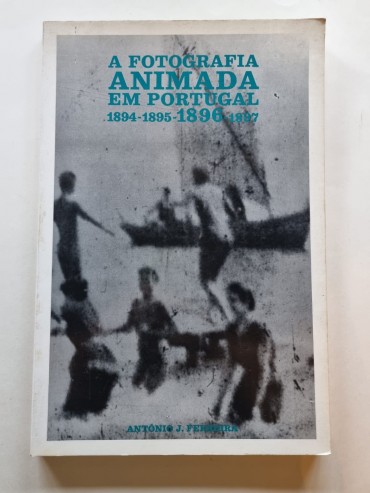 A FOTOGRAFIA
ANIMADA
EM PORTUGAL
1894-1895-1896-1897
ANTÓNIO J. FERREIRA